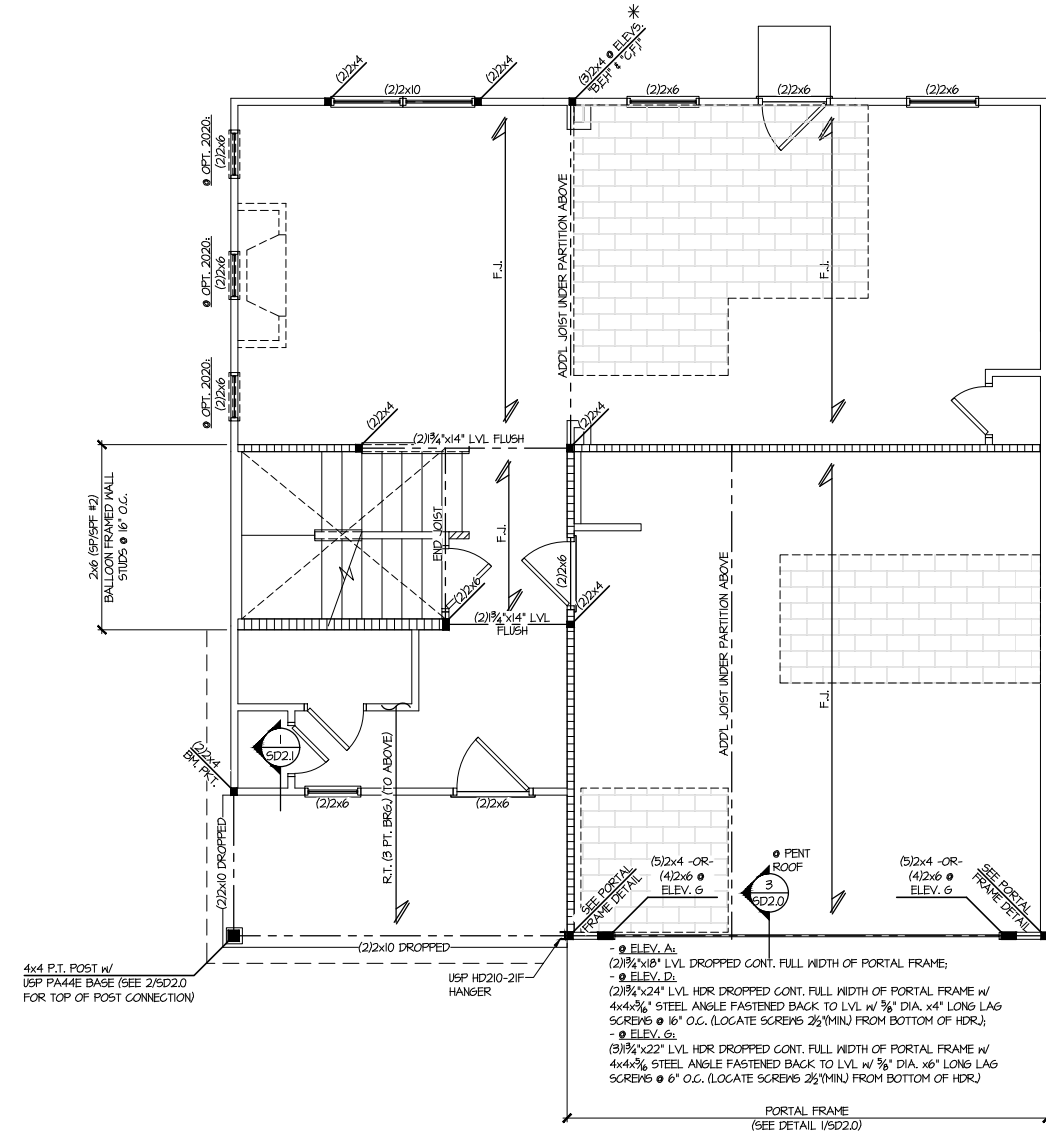 ✳
(3)2x4 @ ELEVS.
"B,E,H" & "C,F,I"
(2)2x4
(2)2x4
(2)2x10
(2)2x6
(2)2x6
(2)2x6
@ OPT. 2020:
(2)2x6
@ OPT. 2020:
(2)2x6
@ OPT. 2020:
(2)2x6
F.J.
ADD'L JOIST UNDER PARTITION ABOVE
F.J.
(2)2x4
(2)1¾"x14" LVL FLUSH
(2)2x4
2x6 (SP/SPF #2)
BALLOON FRAMED WALL
STUDS @ 16" O.C.
END JOIST
F.J.
(2)2x6
(2)2x6
(2)2x4
(2)1¾"x14" LVL
FLUSH
ADD'L JOIST UNDER PARTITION ABOVE
F.J.
1
SD2.1
(2)2x4
BM. PKT.
(2)2x6
(2)2x6
R.T. (3 PT. BRG.) (TO ABOVE)
(2)2x10 DROPPED
(2)2x10 DROPPED
SEE PORTAL
FRAME DETAIL
(5)2x4 -OR-
(4)2x6 @
ELEV. G
@ PENT
ROOF
3
SD2.0
(5)2x4 -OR-
(4)2x6 @
ELEV. G
SEE PORTAL
FRAME DETAIL
4x4 P.T. POST w/
USP PA44E BASE (SEE 2/SD2.0
FOR TOP OF POST CONNECTION)
USP HD210-2IF
HANGER
- @ ELEV. A:
(2)1¾"x18" LVL DROPPED CONT. FULL WIDTH OF PORTAL FRAME;
- @ ELEV. D:
(2)1¾"x24" LVL HDR DROPPED CONT. FULL WIDTH OF PORTAL FRAME w/
4x4x5/16" STEEL ANGLE FASTENED BACK TO LVL w/ ⅝" DIA. x4" LONG LAG
SCREWS @ 16" O.C. (LOCATE SCREWS 2½"(MIN.) FROM BOTTOM OF HDR.);
- @ ELEV. G:
(3)1¾"x22" LVL HDR DROPPED CONT. FULL WIDTH OF PORTAL FRAME w/
4x4x5/16 STEEL ANGLE FASTENED BACK TO LVL w/ ⅝" DIA. x6" LONG LAG
SCREWS @ 6" O.C. (LOCATE SCREWS 2½"(MIN.) FROM BOTTOM OF HDR.)
PORTAL FRAME
(SEE DETAIL 1/SD2.0)